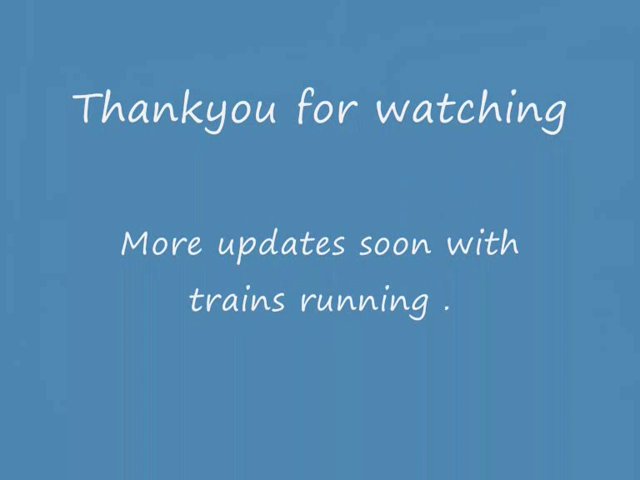 Thankyou for watching
More updates soon with
trains running .